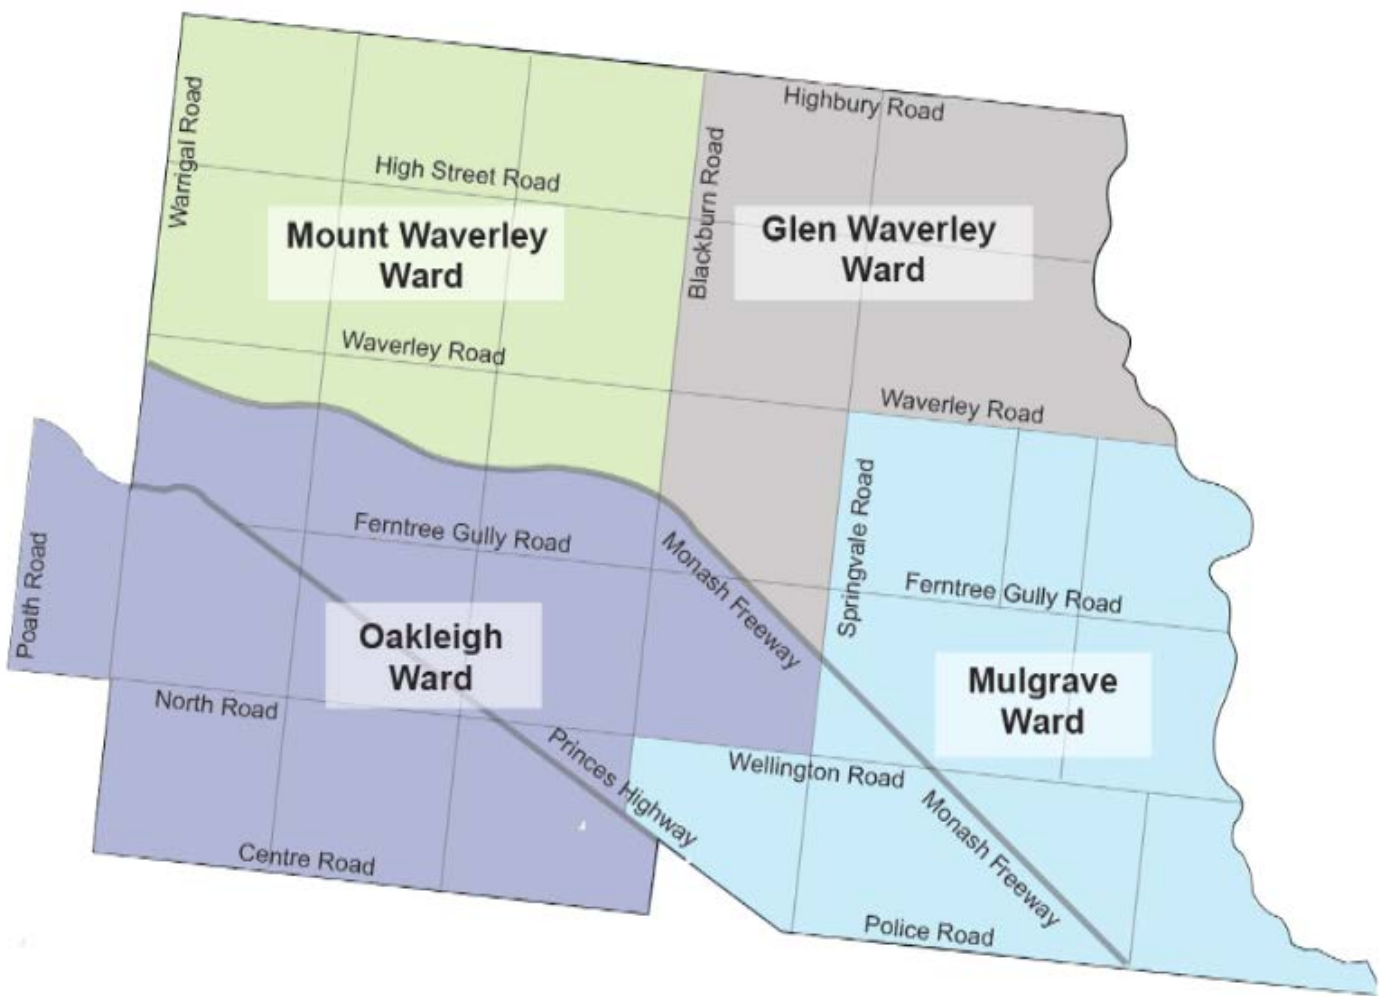 Highbury Road
Warrigal Road
High Street Road
Blackburn Road
Mount Waverley
Ward
Glen Waverley
Ward
Waverley Road
Waverley Road
Springvale Road
Ferntree Gully Road
Monash Freeway
Ferntree Gully Road
Poath Road
Oakleigh
Ward
Mulgrave
Ward
North Road
Princes Highway
Wellington Road
Monash Freeway
Centre Road
Police Road